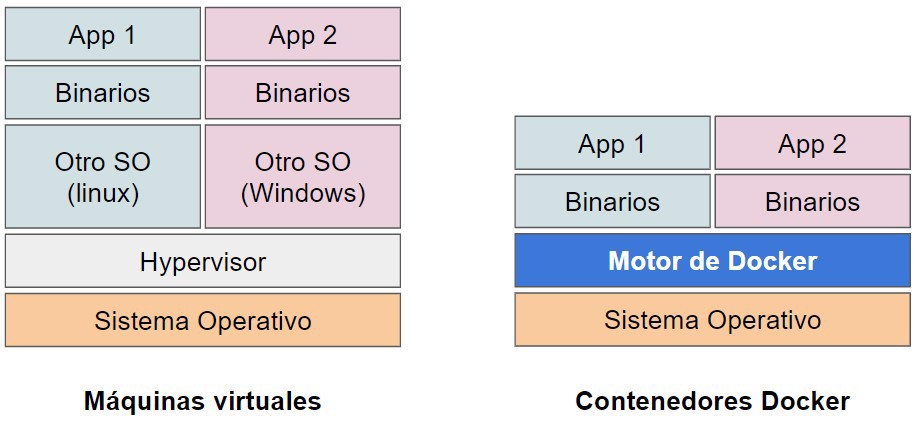 App 1
App 2
Binarios
Binarios
Otro SO
(linux)
Otro SO
(Windows)
Hypervisor
Sistema Operativo
Máquinas virtuales
App 1
App 2
Binarios
Binarios
Motor de Docker
Sistema Operativo
Contenedores Docker